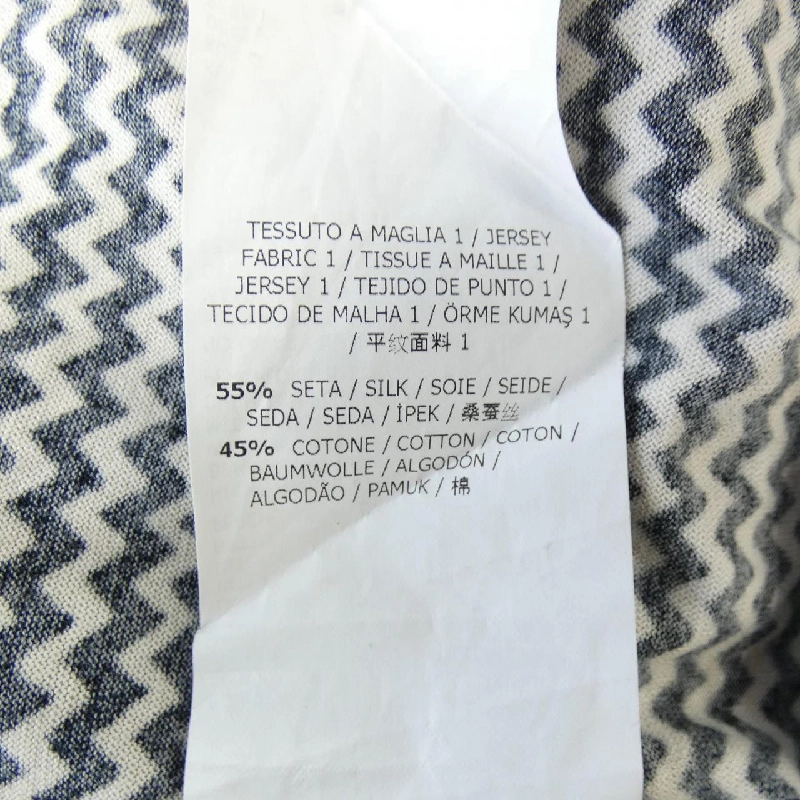 TESSUTO A MAGLIA 1 / JERSEY
FABRIC 1 / TISSUE A MAILLE 1 /
JERSEY 1 / TEJIDO DE PUNTO 1 /
TECIDO DE MALHA 1 / ÖRME KUMAŞ 1
/ 平纹面料 1
55% SETA / SILK / SOIE / SEIDE /
SEDA / SEDA / İPEK / 桑蚕丝
45% COTONE / COTTON / COTON /
BAUMWOLLE / ALGODÓN /
ALGODÃO / PAMUK / 棉